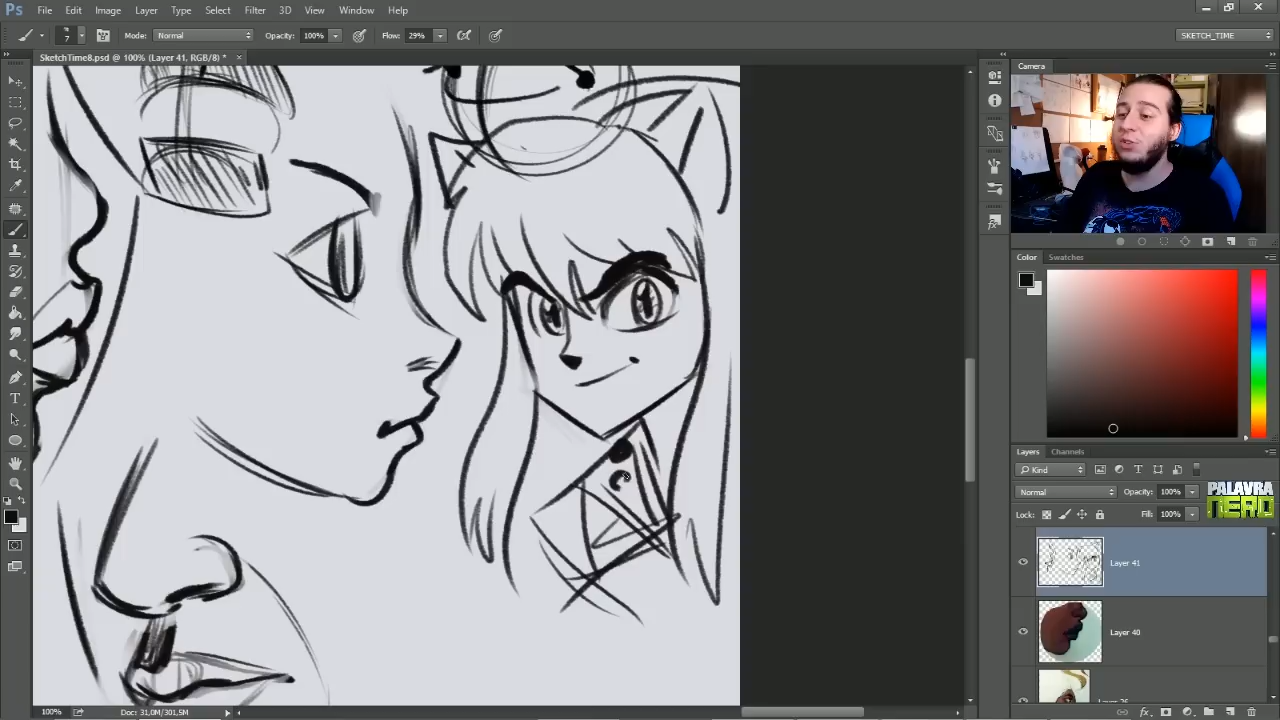 Ps File Edit Image Layer Type Select Filter 3D View Window Help
7 Mode: Normal Opacity: 100% Flow: 29% SKETCH_TIME
SketchTime8.psd @ 100% (Layer 41, RGB/8) * ×
Camera
Color Swatches
Layers Channels
Kind
Normal Opacity: 100%
PALAVRA
NERD
Lock: Fill: 100%
Layer 41
Layer 40
100% Doc: 31,0M/301,5M